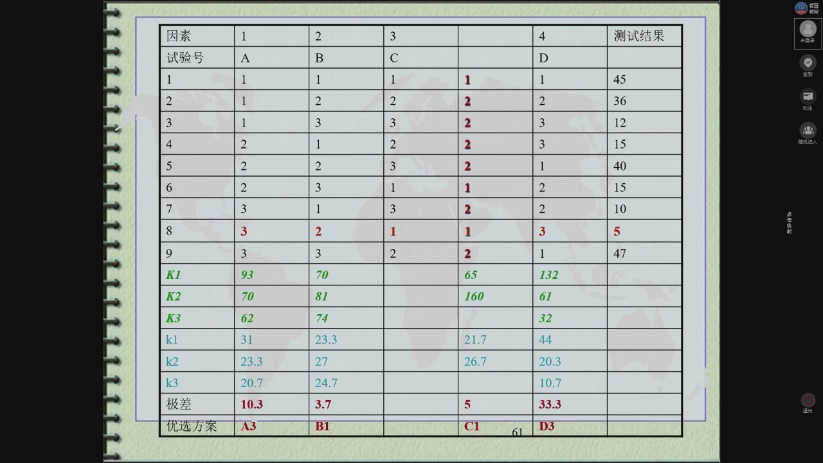 因素 1 2 3 4 测试结果
试验号 A B C D
1 1 1 1 1 1 45
2 1 2 2 2 2 36
3 1 3 3 2 3 12
4 2 1 2 2 3 15
5 2 2 3 2 1 40
6 2 3 1 1 2 15
7 3 1 3 2 2 10
8 3 2 1 1 3 5
9 3 3 2 2 1 47
K1 93 70 65 132
K2 70 81 160 61
K3 62 74 32
k1 31 23.3 21.7 44
k2 23.3 27 26.7 20.3
k3 20.7 24.7 10.7
极差 10.3 3.7 5 33.3
优选方案 A3 B1 C1 D3
61